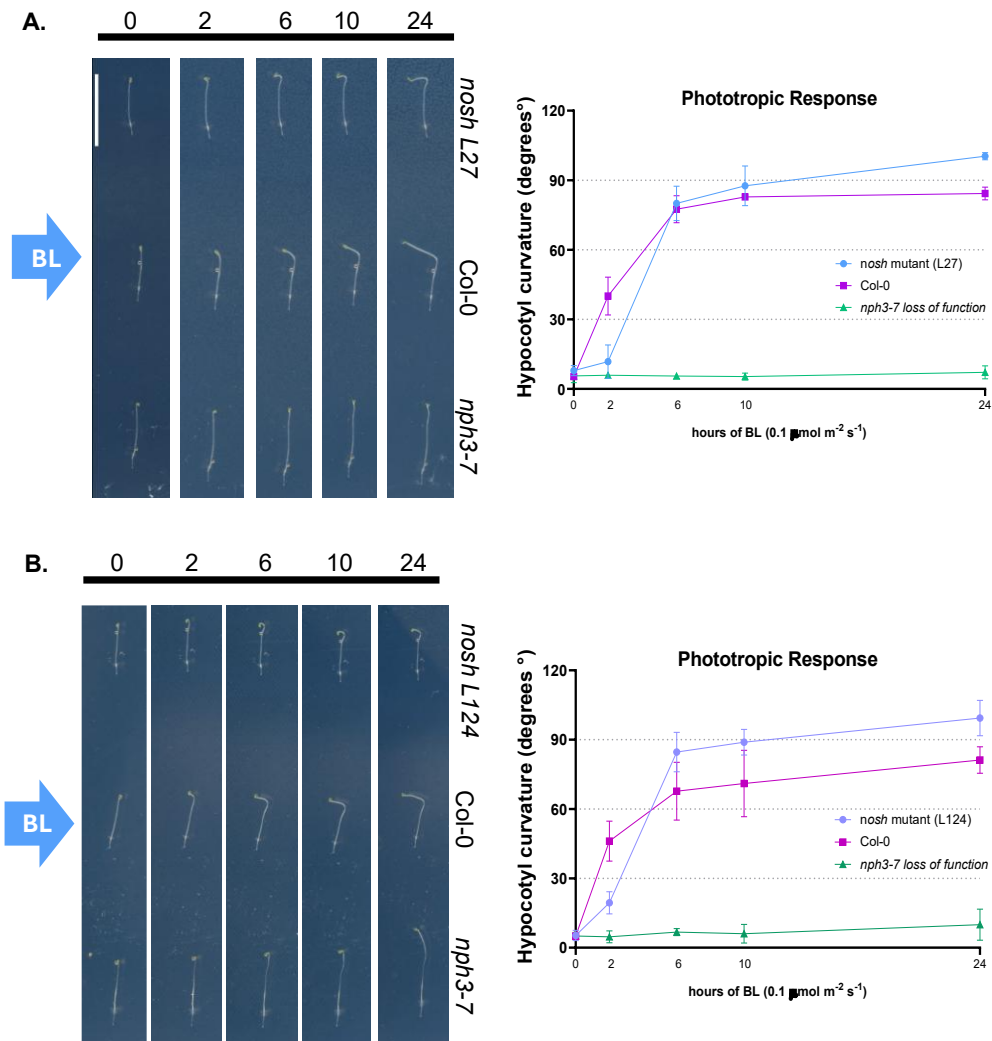 A.
0 2 6 10 24
nosh L27
Col-0
nph3-7
BL
Phototropic Response
Hypocotyl curvature (degrees°)
120
90
60
30
0
nosh mutant (L27)
Col-0
nph3-7 loss of function
0 2 6 10 24
hours of BL (0.1 μmol m⁻² s⁻¹)
B.
0 2 6 10 24
nosh L124
Col-0
nph3-7
BL
Phototropic Response
Hypocotyl curvature (degrees °)
120
90
60
30
0
nosh mutant (L124)
Col-0
nph3-7 loss of function
0 2 6 10 24
hours of BL (0.1 μmol m⁻² s⁻¹)